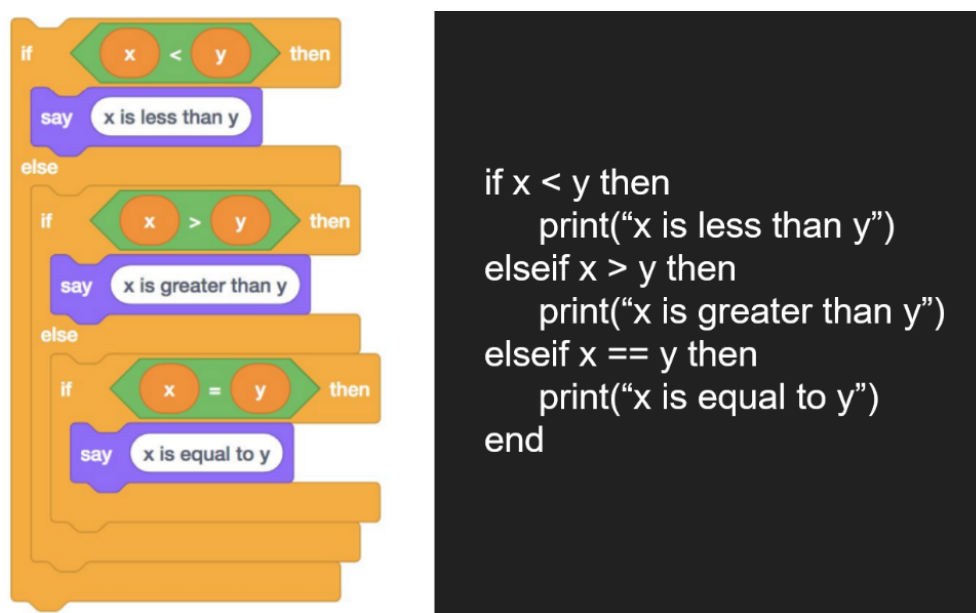 if x < y then
say x is less than y
else
if x > y then
say x is greater than y
else
if x = y then
say x is equal to y
if x < y then
print(“x is less than y”)
elseif x > y then
print(“x is greater than y”)
elseif x == y then
print(“x is equal to y”)
end